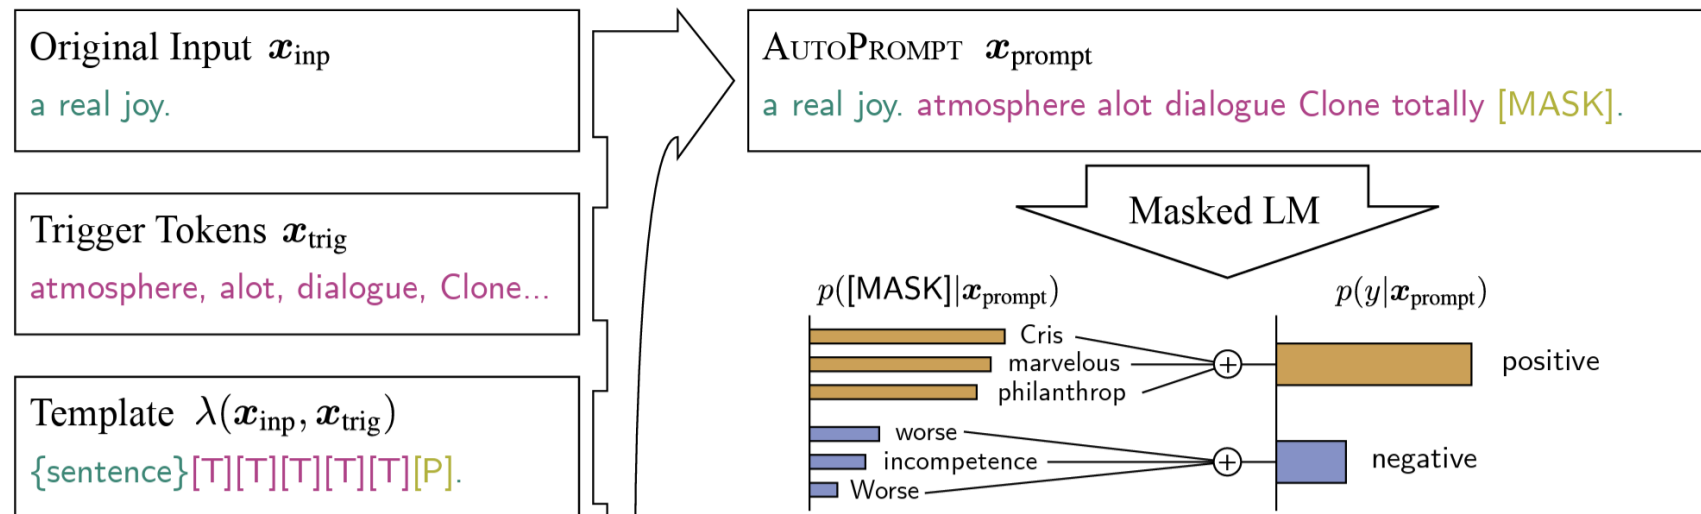 Original Input x_inp
a real joy.
Trigger Tokens x_trig
atmosphere, alot, dialogue, Clone...
Template λ(x_inp, x_trig)
{sentence}[T][T][T][T][T][P].
AUTOPROMPT x_prompt
a real joy. atmosphere alot dialogue Clone totally [MASK].
Masked LM
p([MASK]|x_prompt)
Cris
marvelous
philanthrop
worse
incompetence
Worse
p(y|x_prompt)
positive
negative